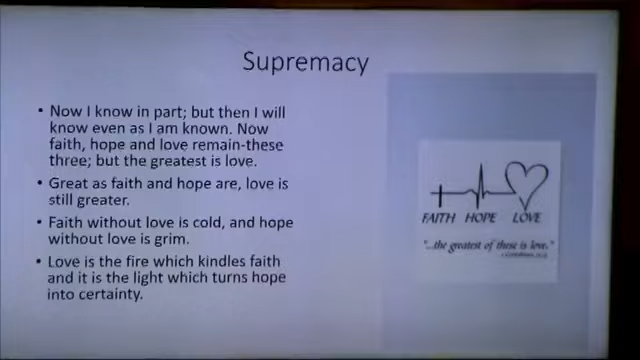 Supremacy
• Now I know in part; but then I will
know even as I am known. Now
faith, hope and love remain-these
three; but the greatest is love.
• Great as faith and hope are, love is
still greater.
• Faith without love is cold, and hope
without love is grim.
• Love is the fire which kindles faith
and it is the light which turns hope
into certainty.
FAITH HOPE LOVE
"...the greatest of these is love."